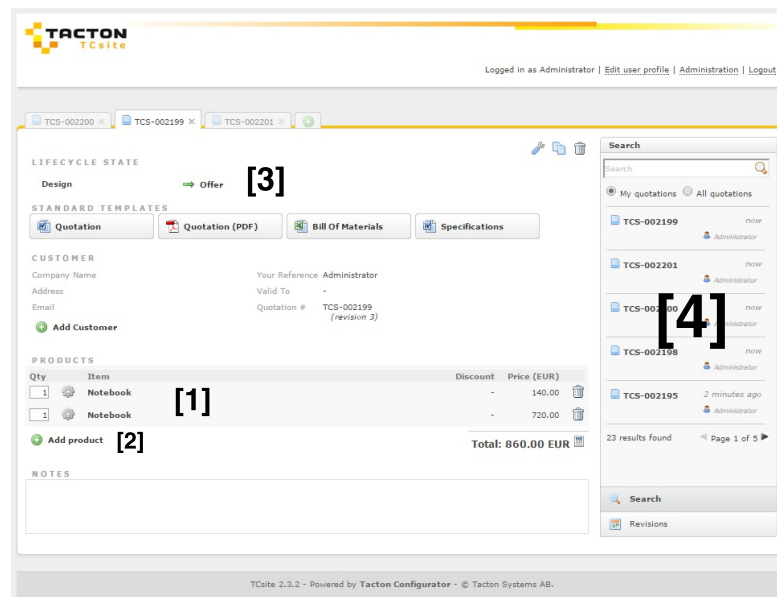 TACTON
TCsite
Logged in as Administrator | Edit user profile | Administration | Logout
TCS-002200 TCS-002199 TCS-002201
LIFECYCLE STATE
Design Offer [3]
STANDARD TEMPLATES
Quotation Quotation (PDF) Bill Of Materials Specifications
CUSTOMER
Company Name Your Reference Administrator
Address Valid To -
Email Quotation # TCS-002199
(revision 3)
Add Customer
PRODUCTS
Qty Item Discount Price (EUR)
1 Notebook - 140.00
[1]
1 Notebook - 720.00
Add product [2]
Total: 860.00 EUR
NOTES
Search
Search
My quotations All quotations
TCS-002199 now
Administrator
TCS-002201 now
Administrator
[4]
now
Administrator
TCS-002198 now
Administrator
TCS-002195 2 minutes ago
Administrator
23 results found Page 1 of 5
Search
Revisions
TCsite 2.3.2 - Powered by Tacton Configurator - © Tacton Systems AB.